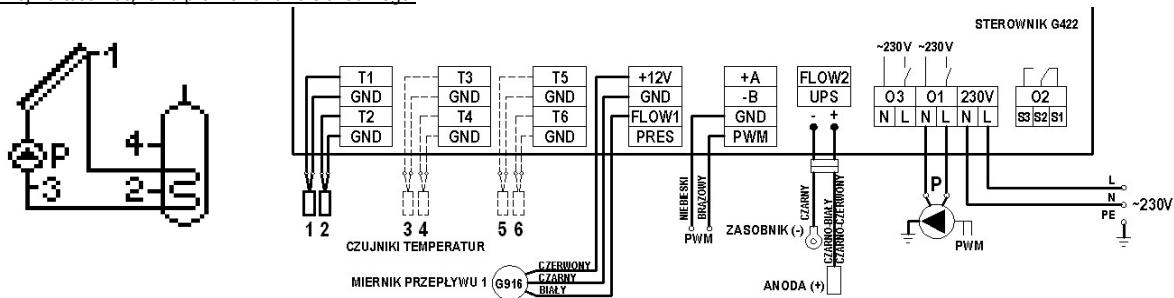 STEROWNIK G422
~230V ~230V
T1 T3 T5 +12V +A FLOW2
GND GND GND GND -B UPS O3 O1 230V O2
T2 T4 T6 FLOW1 GND - + N L N L N L S3 S2 S1
GND GND GND PRES PWM
1
4
P
3
2
NIEBIESKI
BRĄZOWY
PWM
CZARNY
CZARNO-BIAŁY
CZARNO-CZERWONY
P
L
N
PE
~230V
1 2 3 4 5 6
CZUJNIKI TEMPERATUR
ZASOBNIK (-)
PWM
MIERNIK PRZEPŁYWU 1
G916
CZERWONY
CZARNY
BIAŁY
ANODA (+)